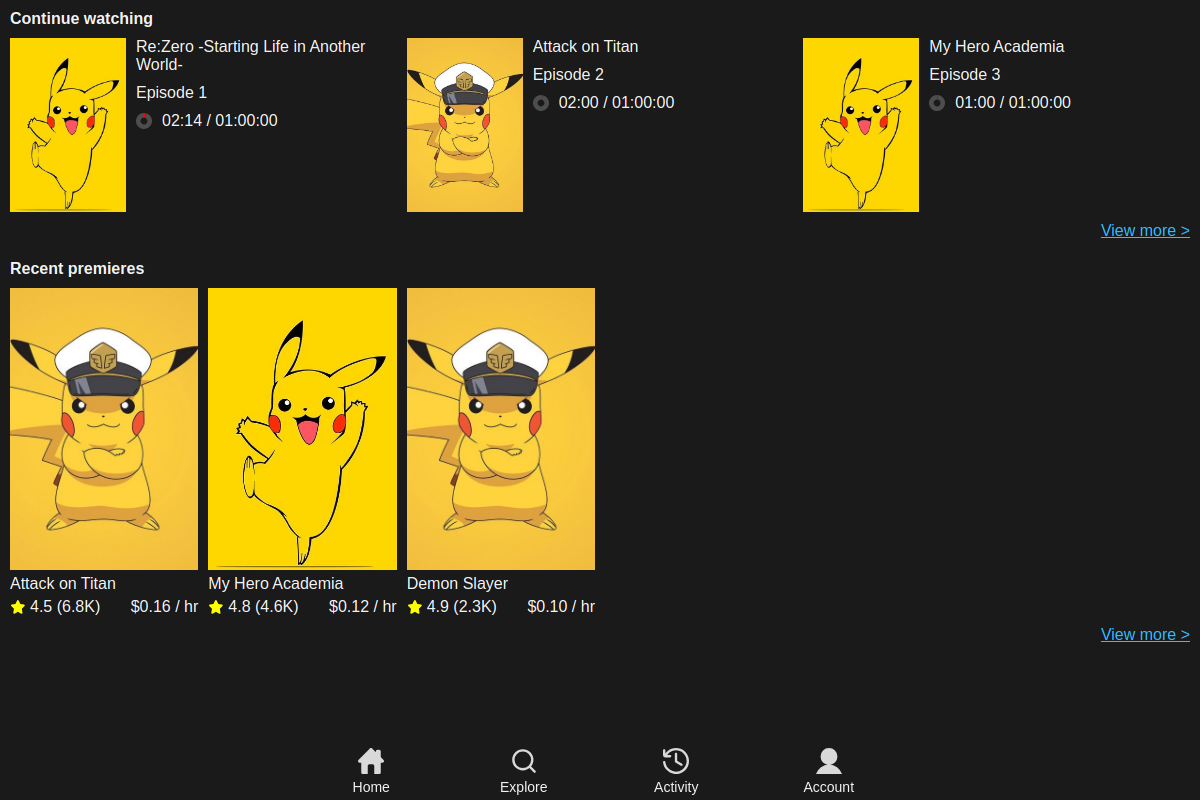 Continue watching
Re:Zero -Starting Life in Another
World-
Episode 1
02:14 / 01:00:00
Attack on Titan
Episode 2
02:00 / 01:00:00
My Hero Academia
Episode 3
01:00 / 01:00:00
View more >
Recent premieres
Attack on Titan
4.5 (6.8K) $0.16 / hr
My Hero Academia
4.8 (4.6K) $0.12 / hr
Demon Slayer
4.9 (2.3K) $0.10 / hr
View more >
Home
Explore
Activity
Account